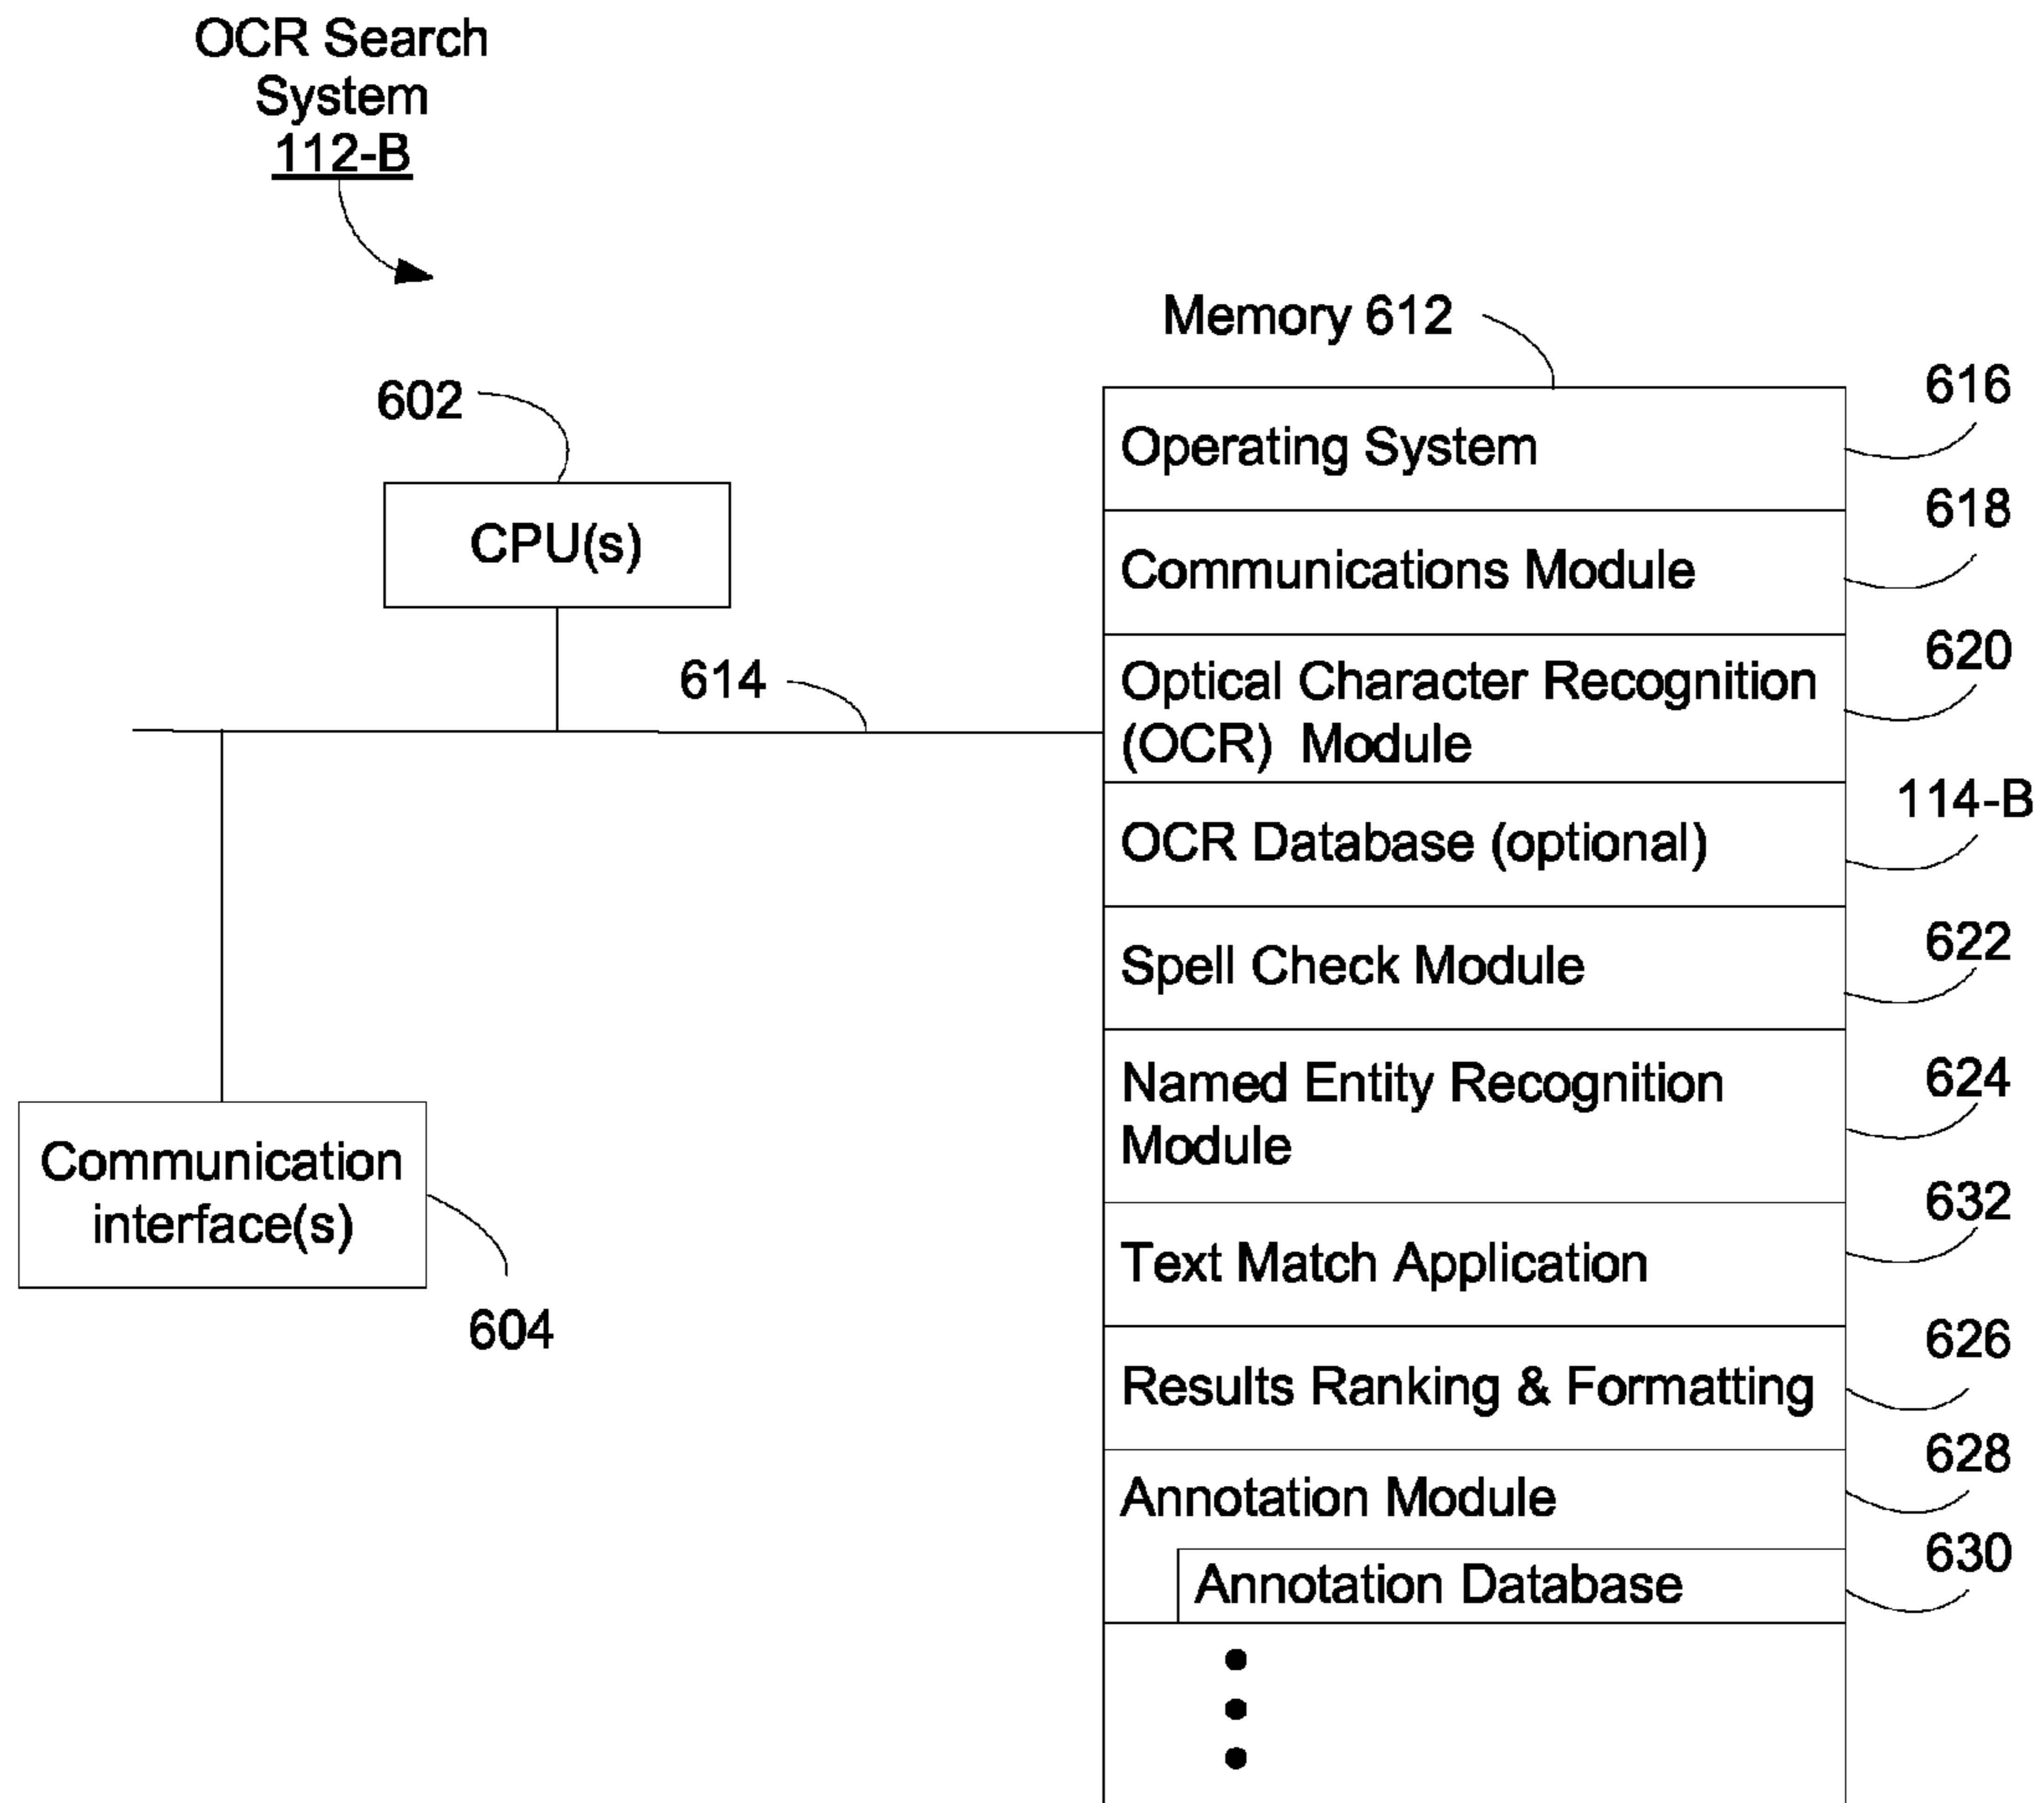 OCR Search
System
112-B
Memory 612
616
602
Operating System
CPU(s)
618
Communications Module
614
620
Optical Character Recognition
(OCR) Module
114-B
OCR Database (optional)
622
Spell Check Module
624
Named Entity Recognition
Module
Communication
interface(s)
604
632
Text Match Application
626
Results Ranking & Formatting
628
Annotation Module
630
Annotation Database